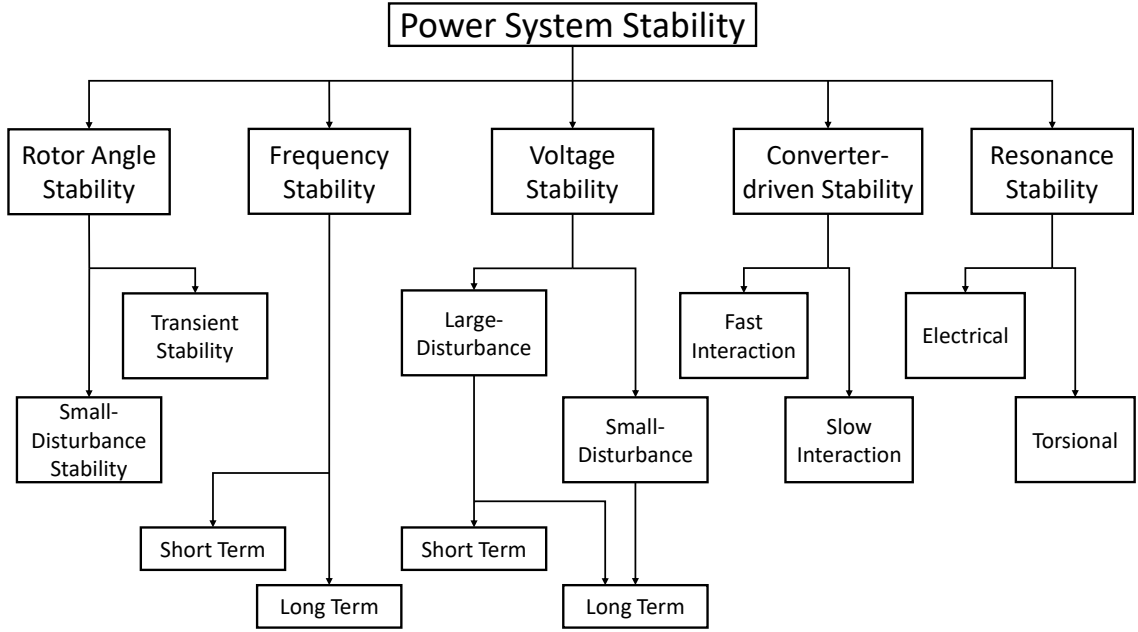 Power System Stability
Rotor Angle
Stability
Frequency
Stability
Voltage
Stability
Converter-
driven Stability
Resonance
Stability
Transient
Stability
Large-
Disturbance
Fast
Interaction
Electrical
Small-
Disturbance
Stability
Small-
Disturbance
Slow
Interaction
Torsional
Short Term
Short Term
Long Term
Long Term